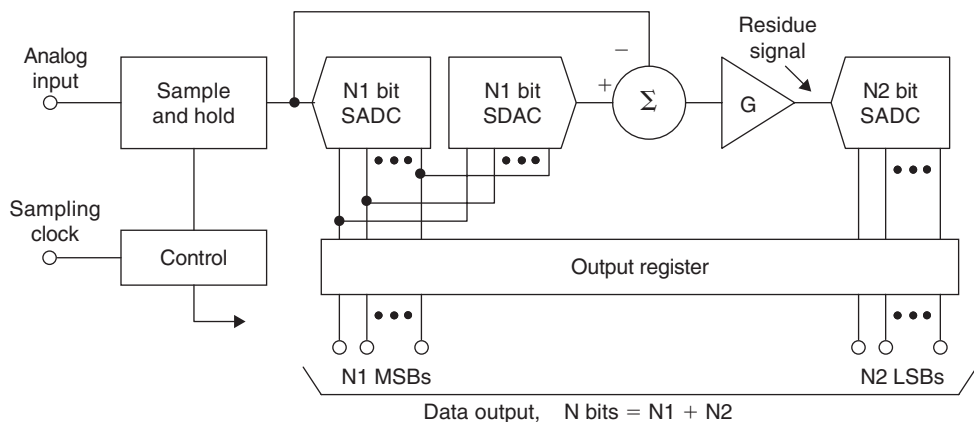 Analog
input
Sample
and hold
N1 bit
SADC
N1 bit
SDAC
−
+
Σ
G
Residue
signal
N2 bit
SADC
Sampling
clock
Control
Output register
N1 MSBs
N2 LSBs
Data output, N bits = N1 + N2